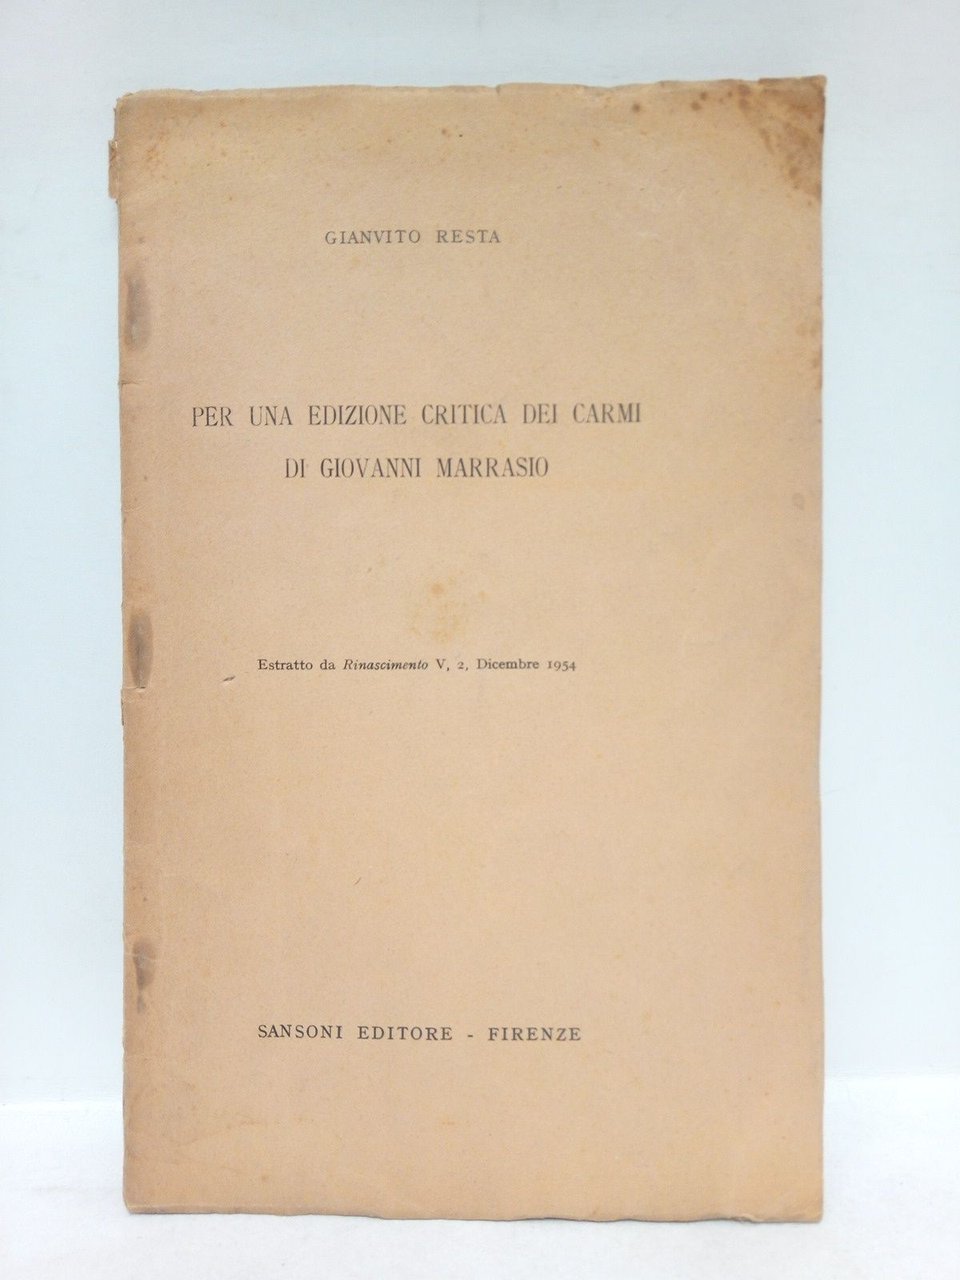 GIANVITO RESTA
PER UNA EDIZIONE CRITICA DEI CARMI
DI GIOVANNI MARRASIO
Estratto da Rinascimento V, 2, Dicembre 1954
SANSONI EDITORE - FIRENZE